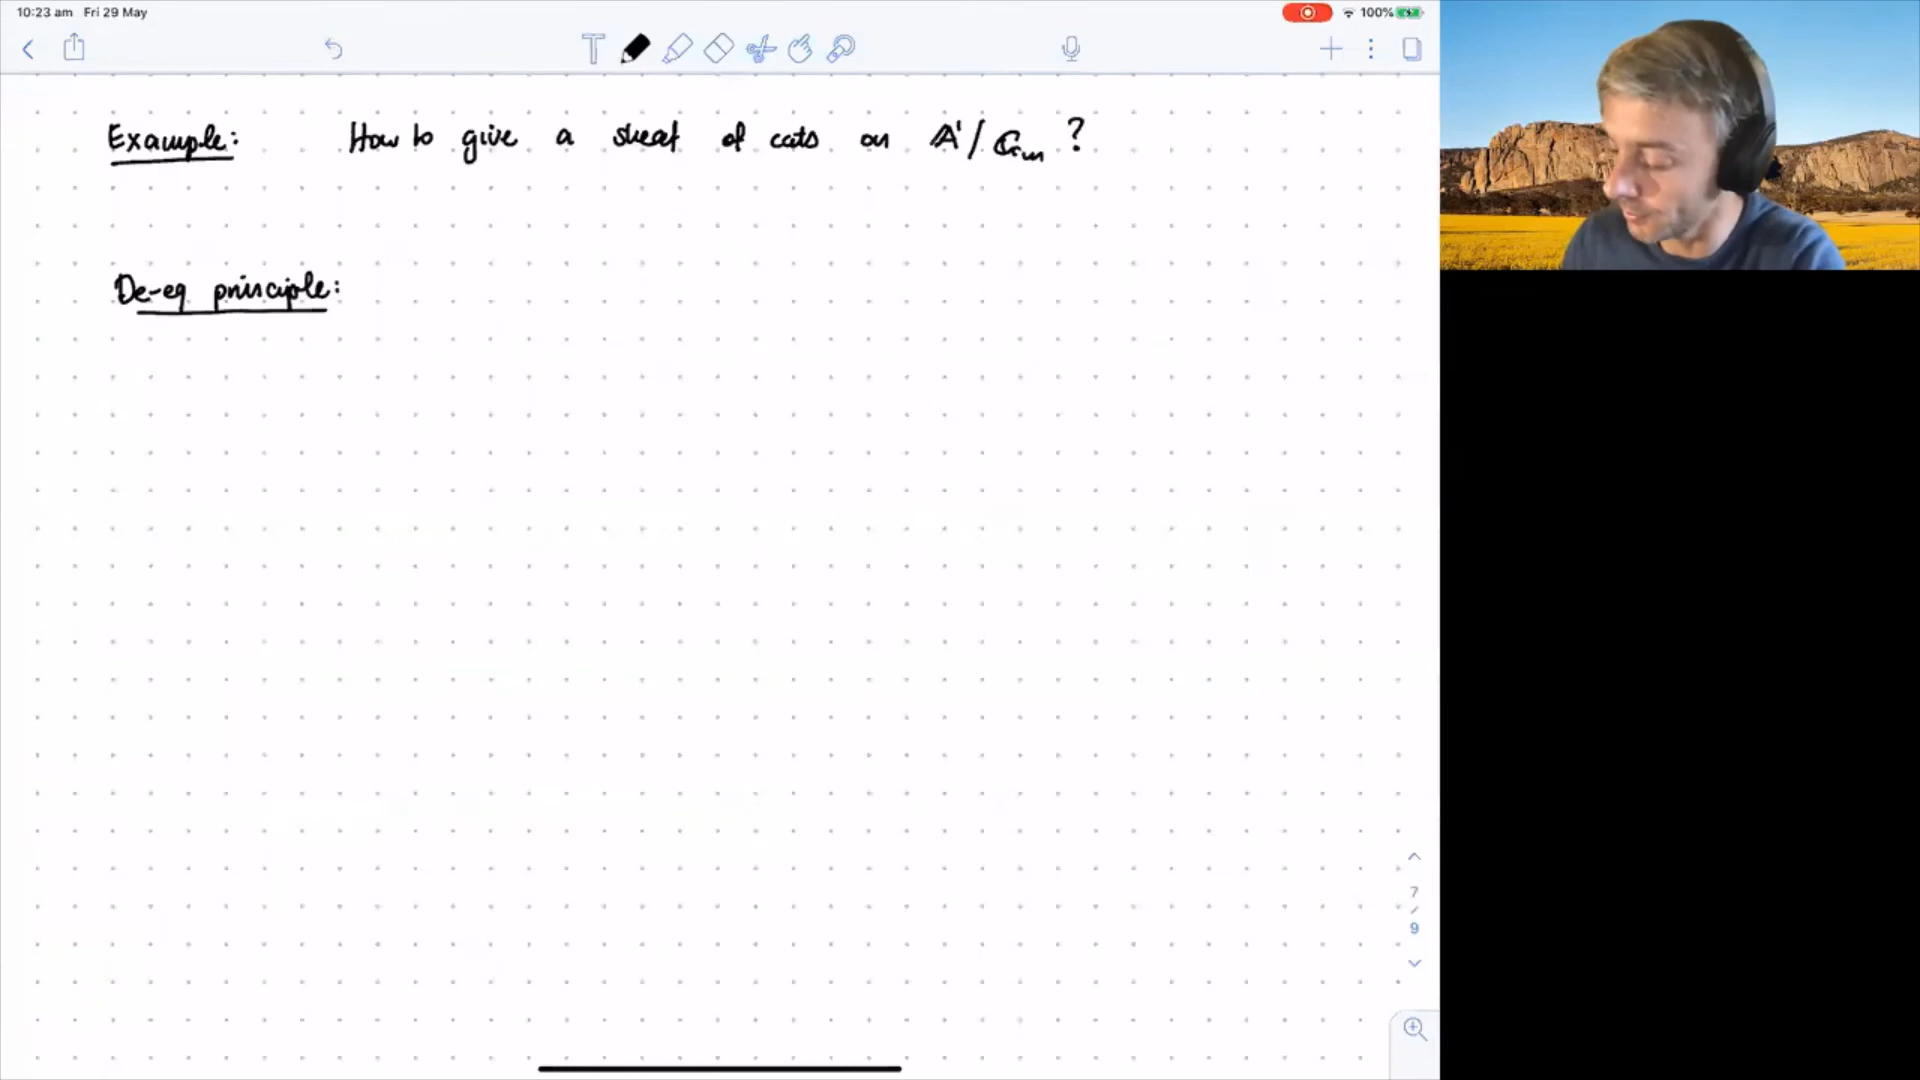 10:23 am Fri 29 May
100%
Example: How to give a sheaf of cats on 𝔸¹/𝔾m ?
De-eq principle:
7
/
9